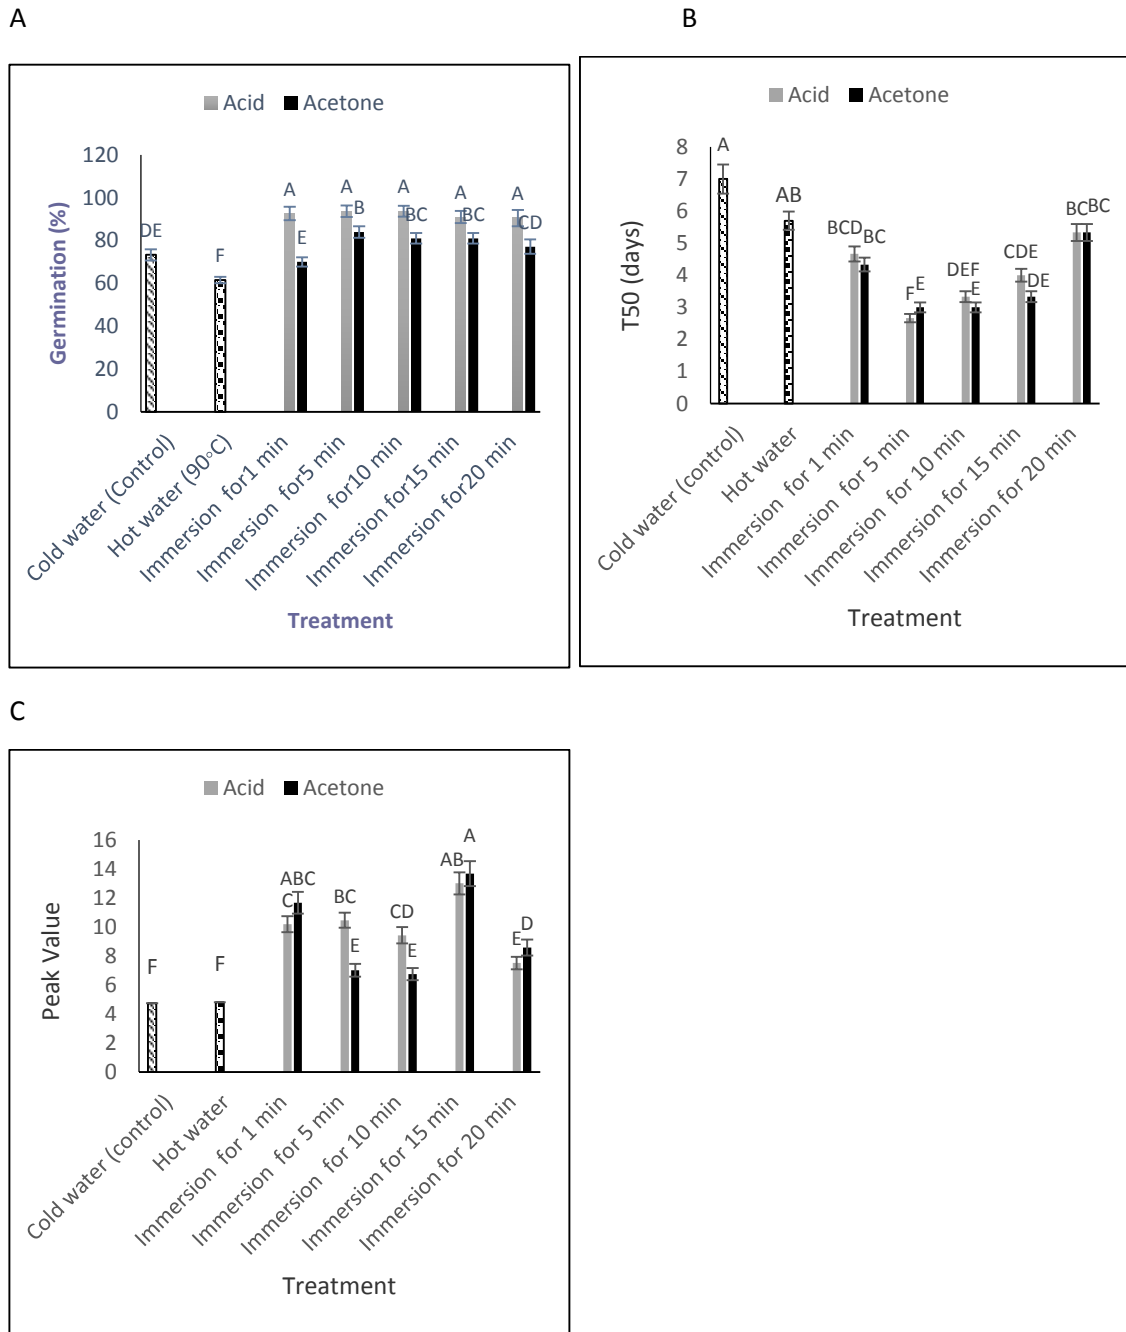 A
B
Acid Acetone
Germination (%)
120
100
80
60
40
20
0
DE
F
A
E
A
B
A
BC
A
BC
A
CD
Cold water (Control)
Hot water (90°C)
Immersion for1 min
Immersion for5 min
Immersion for10 min
Immersion for15 min
Immersion for20 min
Treatment
Acid Acetone
T50 (days)
8
7
6
5
4
3
2
1
0
A
AB
BCD
BC
F
E
DEF
E
CDE
DE
BC
BC
Cold water (control)
Hot water
Immersion for 1 min
Immersion for 5 min
Immersion for 10 min
Immersion for 15 min
Immersion for 20 min
Treatment
C
Acid Acetone
Peak Value
16
14
12
10
8
6
4
2
0
F
F
C
ABC
BC
E
CD
E
AB
A
E
D
Cold water (control)
Hot water
Immersion for 1 min
Immersion for 5 min
Immersion for 10 min
Immersion for 15 min
Immersion for 20 min
Treatment